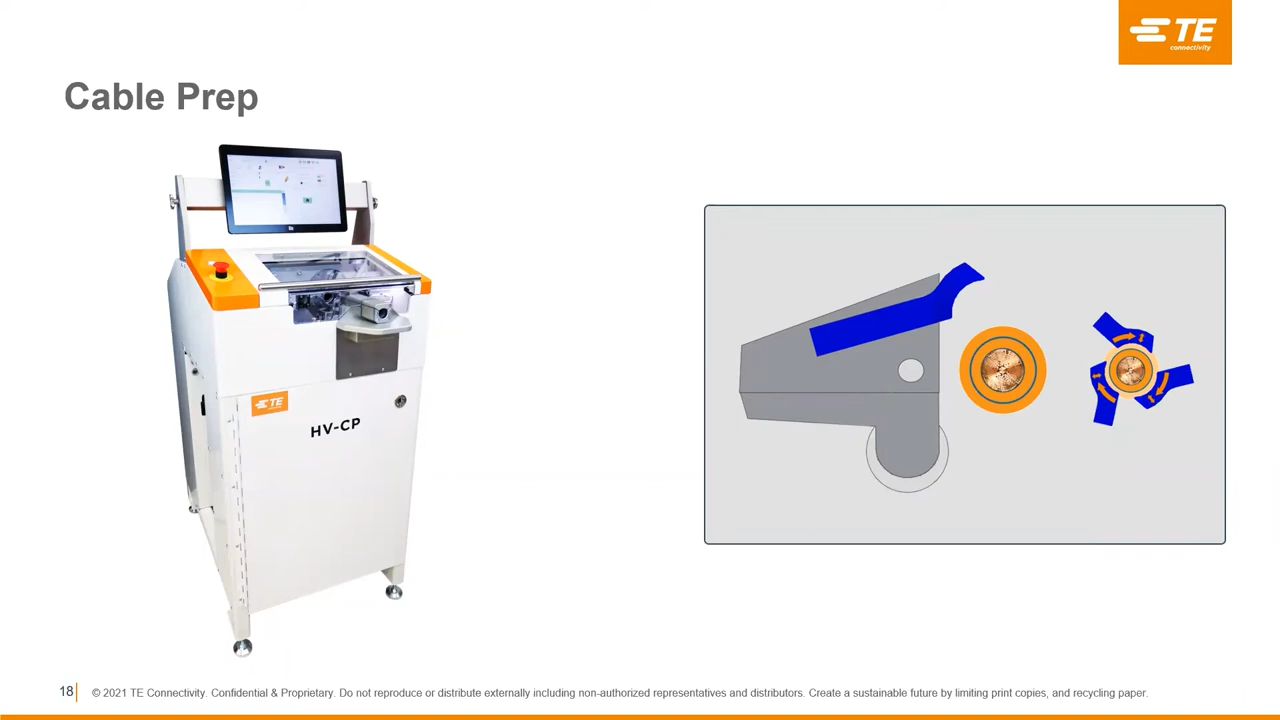 TE
connectivity
Cable Prep
TE
HV-CP
18
© 2021 TE Connectivity. Confidential & Proprietary. Do not reproduce or distribute externally including non-authorized representatives and distributors. Create a sustainable future by limiting print copies, and recycling paper.